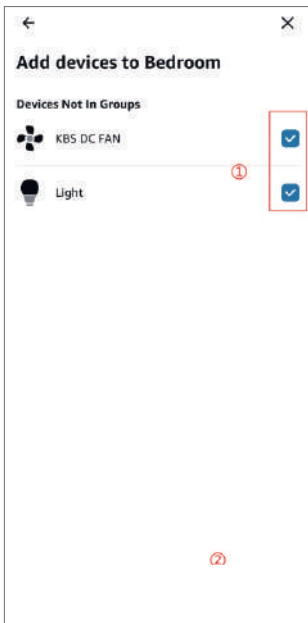 Add devices to Bedroom
Devices Not In Groups
KBS DC FAN
①
Light
②